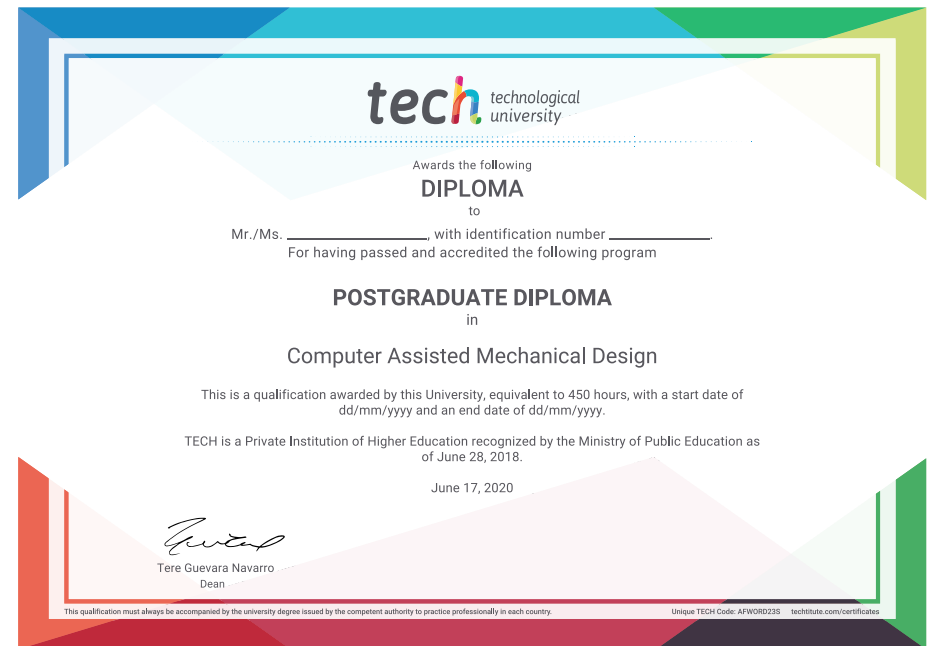 tech technological
university
Awards the following
DIPLOMA
to
Mr./Ms. ____________________, with identification number ______________.
For having passed and accredited the following program
POSTGRADUATE DIPLOMA
in
Computer Assisted Mechanical Design
This is a qualification awarded by this University, equivalent to 450 hours, with a start date of
dd/mm/yyyy and an end date of dd/mm/yyyy.
TECH is a Private Institution of Higher Education recognized by the Ministry of Public Education as
of June 28, 2018.
June 17, 2020
Tere Guevara Navarro
Dean
This qualification must always be accompanied by the university degree issued by the competent authority to practice professionally in each country. Unique TECH Code: AFWORD23S techtitute.com/certificates